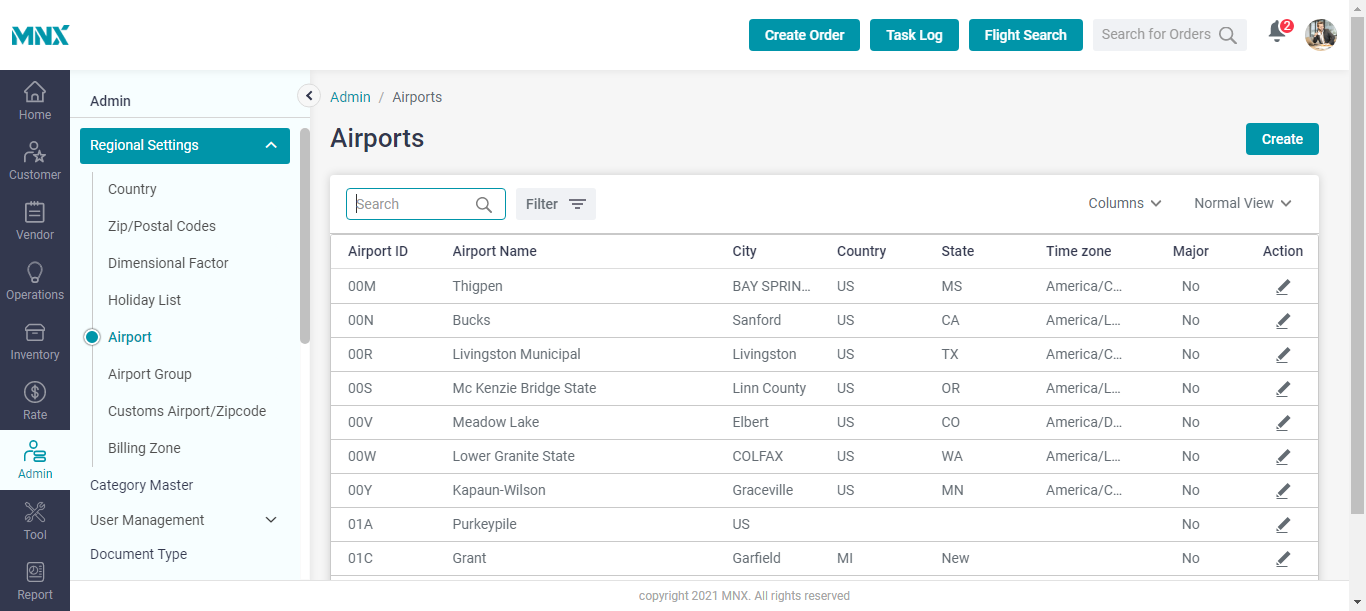 MNX
Create Order
Task Log
Flight Search
Search for Orders
2
Home
Customer
Vendor
Operations
Inventory
Rate
Admin
Tool
Report
Admin
Regional Settings
Country
Zip/Postal Codes
Dimensional Factor
Holiday List
Airport
Airport Group
Customs Airport/Zipcode
Billing Zone
Category Master
User Management
Document Type
Admin / Airports
Airports
Create
Search
Filter
Columns
Normal View
Airport ID Airport Name City Country State Time zone Major Action
00M Thigpen BAY SPRIN... US MS America/C... No
00N Bucks Sanford US CA America/L... No
00R Livingston Municipal Livingston US TX America/C... No
00S Mc Kenzie Bridge State Linn County US OR America/L... No
00V Meadow Lake Elbert US CO America/D... No
00W Lower Granite State COLFAX US WA America/L... No
00Y Kapaun-Wilson Graceville US MN America/C... No
01A Purkeypile US No
01C Grant Garfield MI New No
copyright 2021 MNX. All rights reserved